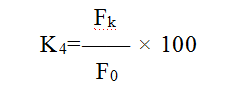 K₄= Fₖ / F₀ × 100